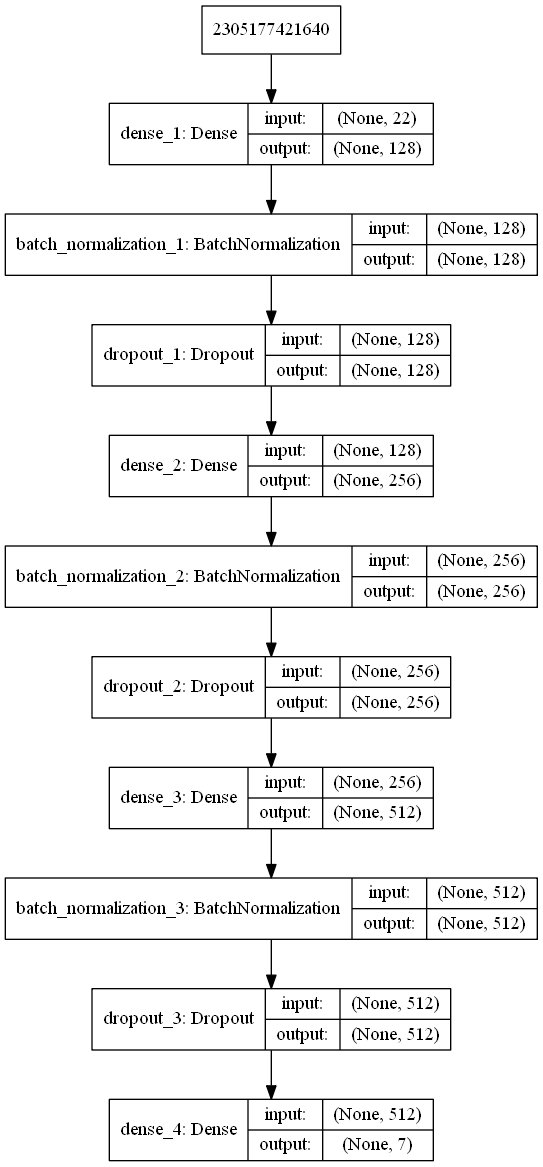 2305177421640
dense_1: Dense
input: (None, 22)
output: (None, 128)
batch_normalization_1: BatchNormalization
input: (None, 128)
output: (None, 128)
dropout_1: Dropout
input: (None, 128)
output: (None, 128)
dense_2: Dense
input: (None, 128)
output: (None, 256)
batch_normalization_2: BatchNormalization
input: (None, 256)
output: (None, 256)
dropout_2: Dropout
input: (None, 256)
output: (None, 256)
dense_3: Dense
input: (None, 256)
output: (None, 512)
batch_normalization_3: BatchNormalization
input: (None, 512)
output: (None, 512)
dropout_3: Dropout
input: (None, 512)
output: (None, 512)
dense_4: Dense
input: (None, 512)
output: (None, 7)